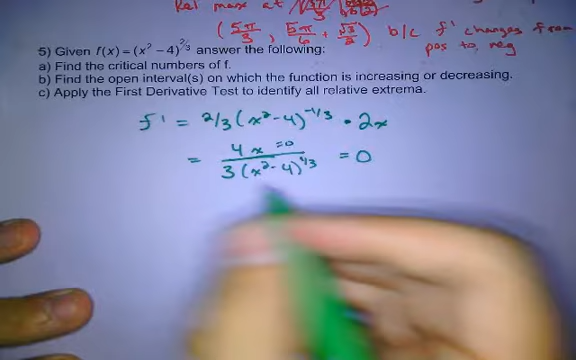 Rel max at
(5π/3, 5π/6 + √3/2) b/c f' changes from
pos to neg
5) Given f(x) = (x² − 4)^(2/3) answer the following:
a) Find the critical numbers of f.
b) Find the open interval(s) on which the function is increasing or decreasing.
c) Apply the First Derivative Test to identify all relative extrema.
f' = 2/3 (x² − 4)^(-1/3) · 2x
= 4x =0 / 3(x² − 4)^(1/3) = 0